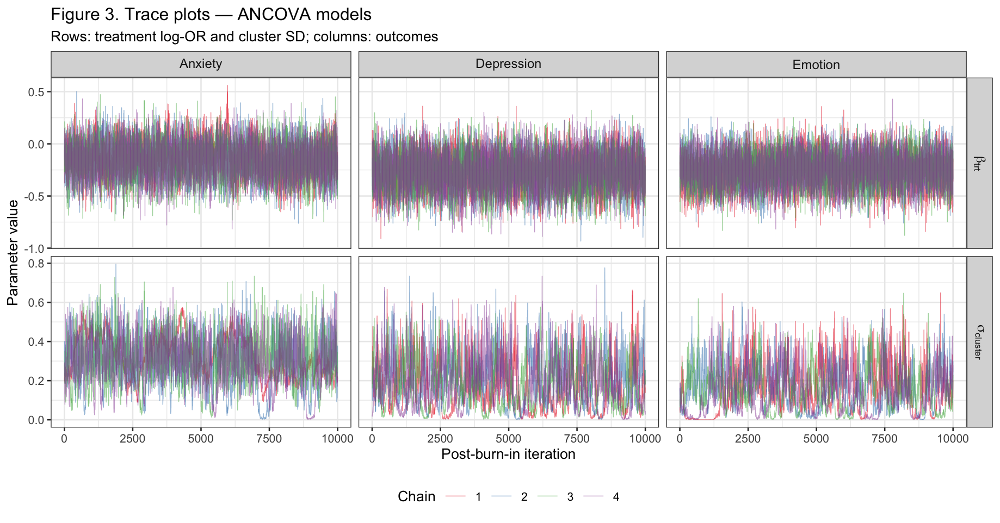 Figure 3. Trace plots — ANCOVA models
Rows: treatment log-OR and cluster SD; columns: outcomes
Anxiety
Depression
Emotion
0.5
0.0
-0.5
-1.0
βtrt
Parameter value
0.8
0.6
0.4
0.2
0.0
σcluster
0 2500 5000 7500 10000
0 2500 5000 7500 10000
0 2500 5000 7500 10000
Post-burn-in iteration
Chain 1 2 3 4